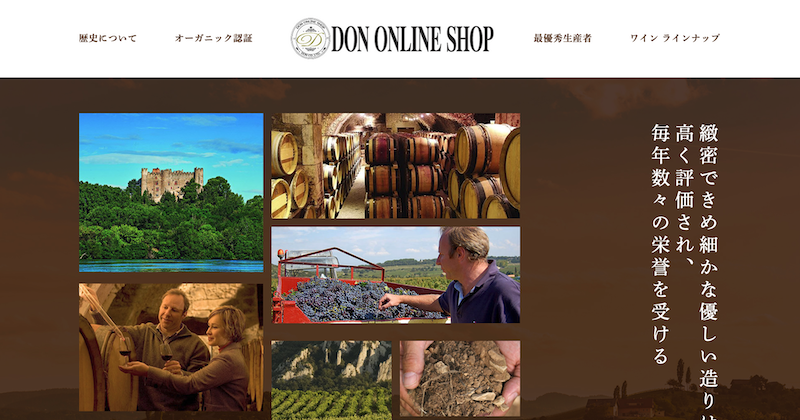 歴史について
オーガニック認証
DON ONLINE SHOP
最優秀生産者
ワイン ラインナップ
緻密できめ細かな優しい造りは
高く評価され、
毎年数々の栄誉を受ける